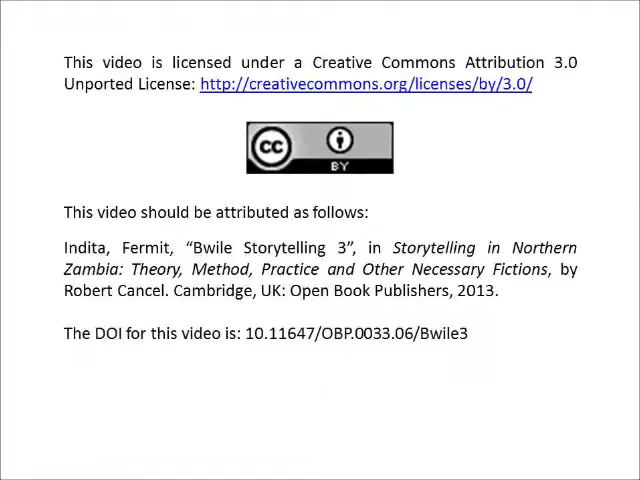 This video is licensed under a Creative Commons Attribution 3.0
Unported License: http://creativecommons.org/licenses/by/3.0/
cc
BY
This video should be attributed as follows:
Indita, Fermit, “Bwile Storytelling 3”, in Storytelling in Northern
Zambia: Theory, Method, Practice and Other Necessary Fictions, by
Robert Cancel. Cambridge, UK: Open Book Publishers, 2013.
The DOI for this video is: 10.11647/OBP.0033.06/Bwile3